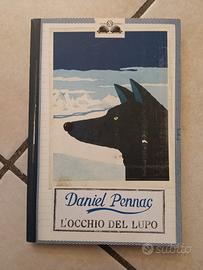 Daniel Pennac
L'OCCHIO DEL LUPO
subito